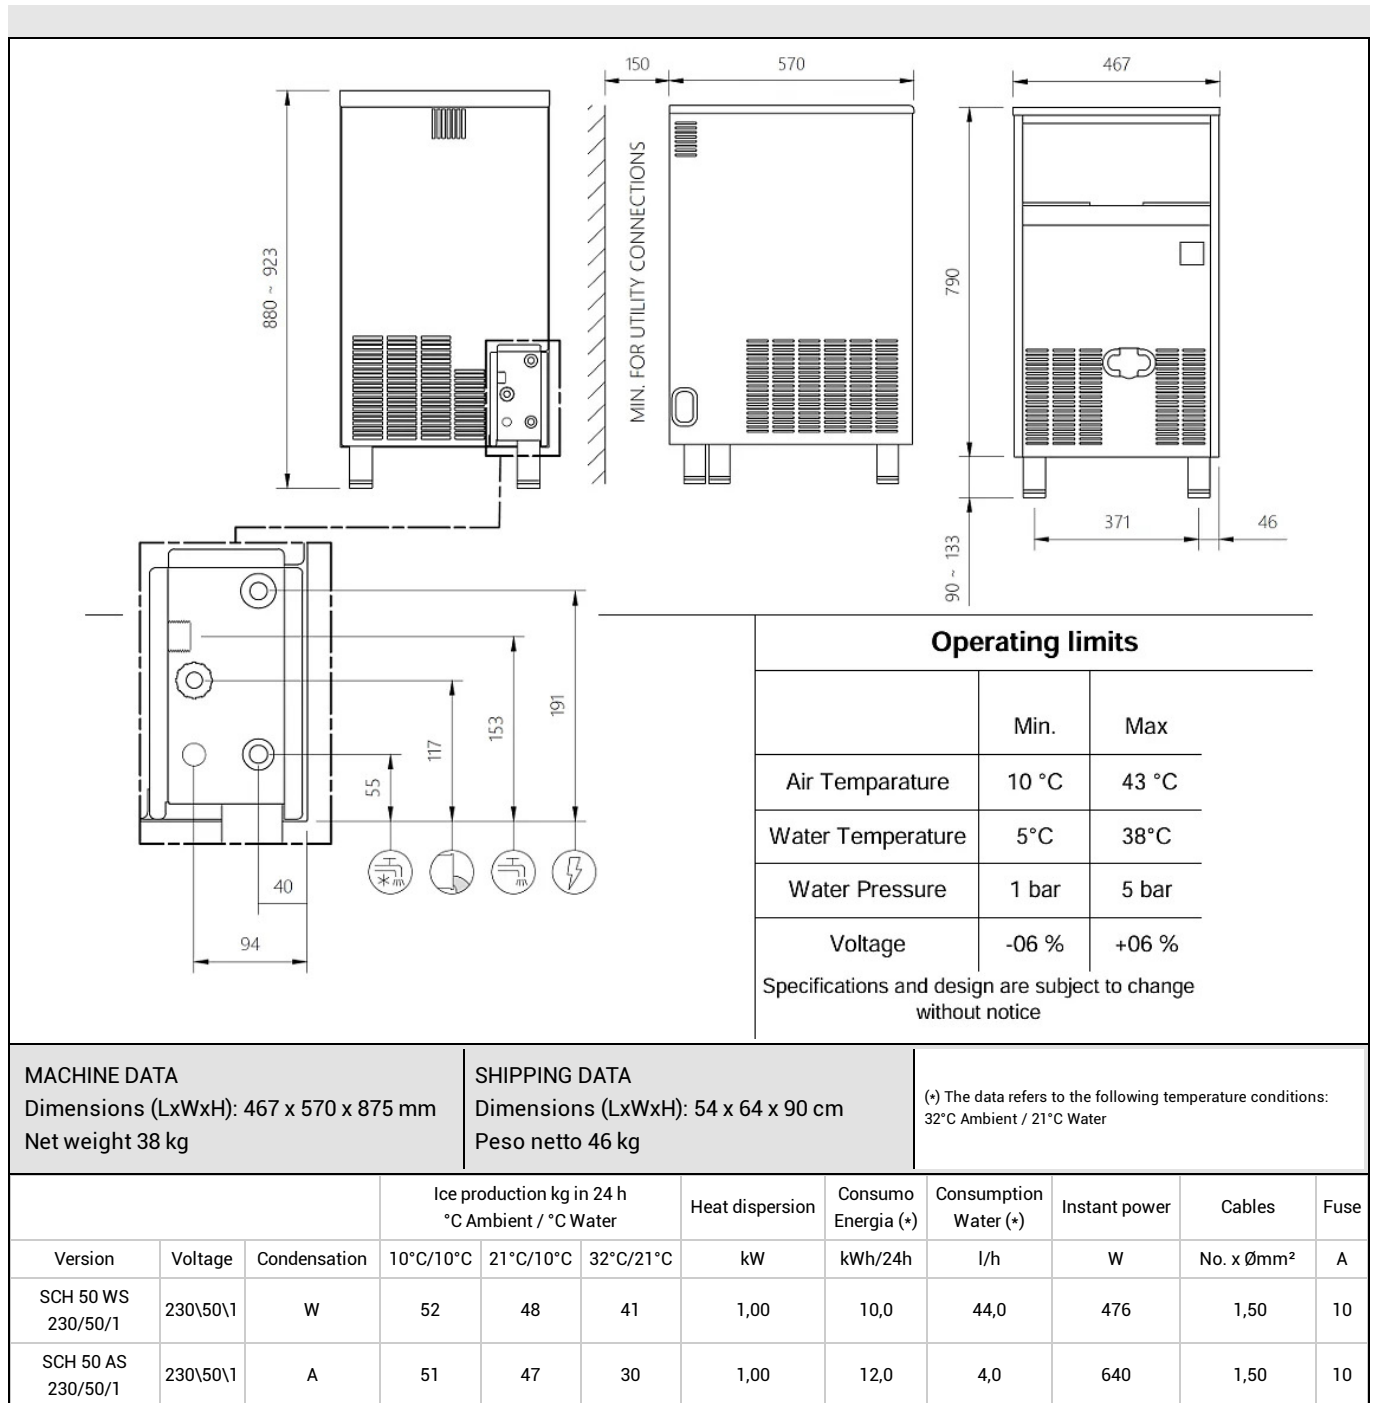 150
570
467
880 ~ 923
MIN. FOR UTILITY CONNECTIONS
790
371
46
90 ~ 133
191
153
117
55
40
94
Operating limits
Min. Max
Air Temparature 10 °C 43 °C
Water Temperature 5°C 38°C
Water Pressure 1 bar 5 bar
Voltage -06 % +06 %
Specifications and design are subject to change
without notice
MACHINE DATA
Dimensions (LxWxH): 467 x 570 x 875 mm
Net weight 38 kg
SHIPPING DATA
Dimensions (LxWxH): 54 x 64 x 90 cm
Peso netto 46 kg
(*) The data refers to the following temperature conditions:
32°C Ambient / 21°C Water
Ice production kg in 24 h
°C Ambient / °C Water
Heat dispersion
Consumo
Energia (*)
Consumption
Water (*)
Instant power
Cables
Fuse
Version Voltage Condensation 10°C/10°C 21°C/10°C 32°C/21°C kW kWh/24h l/h W No. x Ømm² A
SCH 50 WS
230/50/1
230\50\1 W 52 48 41 1,00 10,0 44,0 476 1,50 10
SCH 50 AS
230/50/1
230\50\1 A 51 47 30 1,00 12,0 4,0 640 1,50 10